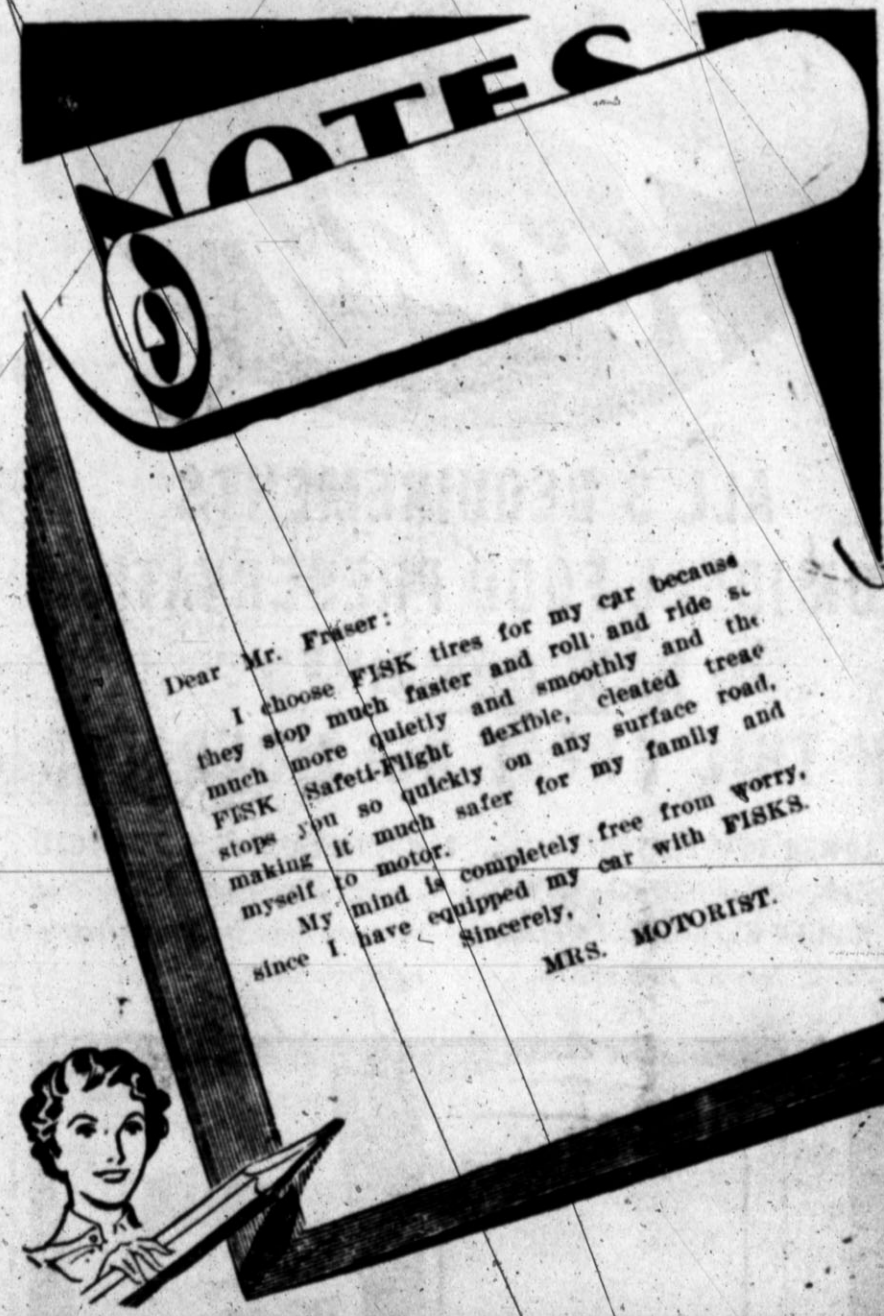 NOTES
Dear Mr. Fraser:
I choose FISK tires for my car because
they stop much faster and roll and ride so
much more quietly and smoothly and the
FISK Safeti-Flight flexible, cleated tread
stops you so quickly on any surface road,
making it much safer for my family and
myself to motor.
My mind is completely free from worry,
since I have equipped my car with FISKS.
Sincerely,
MRS. MOTORIST.